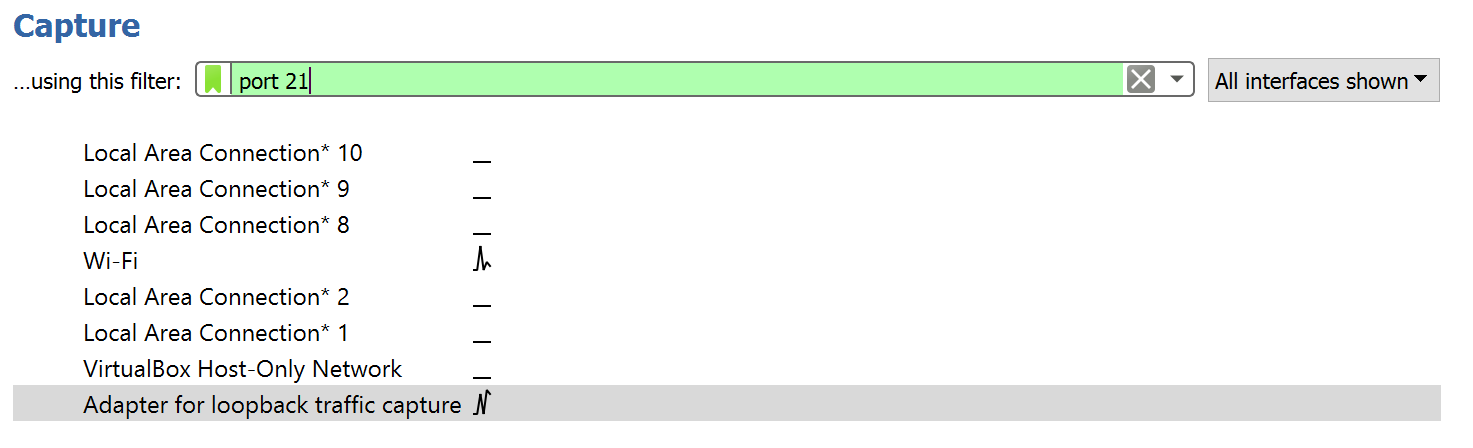 Capture
...using this filter: port 21 All interfaces shown
Local Area Connection* 10
Local Area Connection* 9
Local Area Connection* 8
Wi-Fi
Local Area Connection* 2
Local Area Connection* 1
VirtualBox Host-Only Network
Adapter for loopback traffic capture